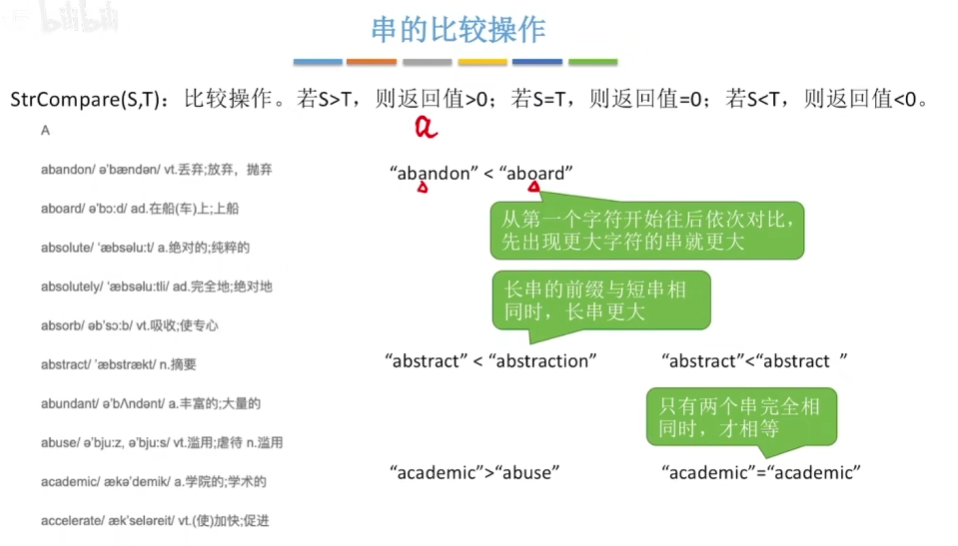 bilibili
串的比较操作
StrCompare(S,T)：比较操作。若S>T，则返回值>0；若S=T，则返回值=0；若S<T，则返回值<0。
a
A
abandon/ ə'bændən/ vt.丢弃;放弃，抛弃
“abandon” < “aboard”
aboard/ ə'bɔ:d/ ad.在船(车)上;上船
从第一个字符开始往后依次对比，
先出现更大字符的串就更大
absolute/ 'æbsəlu:t/ a.绝对的;纯粹的
absolutely/ 'æbsəlu:tli/ ad.完全地;绝对地
长串的前缀与短串相
同时，长串更大
absorb/ əb'sɔ:b/ vt.吸收;使专心
abstract/ 'æbstrækt/ n.摘要
“abstract” < “abstraction”
“abstract”<“abstract ”
abundant/ ə'bΛndənt/ a.丰富的;大量的
只有两个串完全相
同时，才相等
abuse/ ə'bju:z, ə'bju:s/ vt.滥用;虐待 n.滥用
academic/ ækə'demik/ a.学院的;学术的
“academic”>“abuse”
“academic”=“academic”
accelerate/ æk'seləreit/ vt.(使)加快;促进